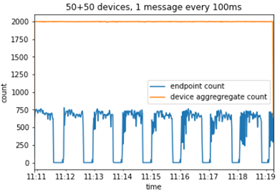 50+50 devices, 1 message every 100ms
2000
1750
1500
1250
1000
750
500
250
0
count
endpoint count
device aggregregate count
11:11 11:12 11:13 11:14 11:15 11:16 11:17 11:18 11:19
time